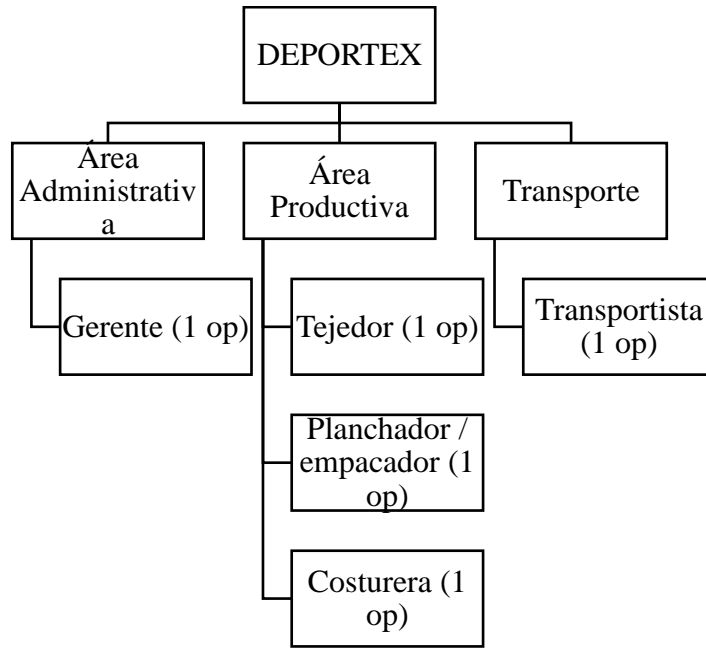 DEPORTEX
Área
Administrativ
a
Gerente (1 op)
Área
Productiva
Tejedor (1 op)
Planchador /
empacador (1
op)
Costurera (1
op)
Transporte
Transportista
(1 op)